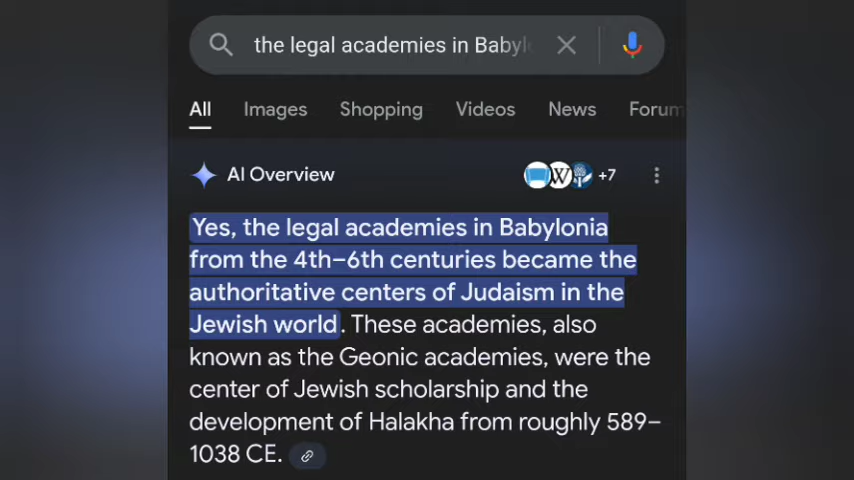 the legal academies in Babyl
All Images Shopping Videos News Forum
AI Overview W +7
Yes, the legal academies in Babylonia
from the 4th–6th centuries became the
authoritative centers of Judaism in the
Jewish world. These academies, also
known as the Geonic academies, were the
center of Jewish scholarship and the
development of Halakha from roughly 589–
1038 CE.